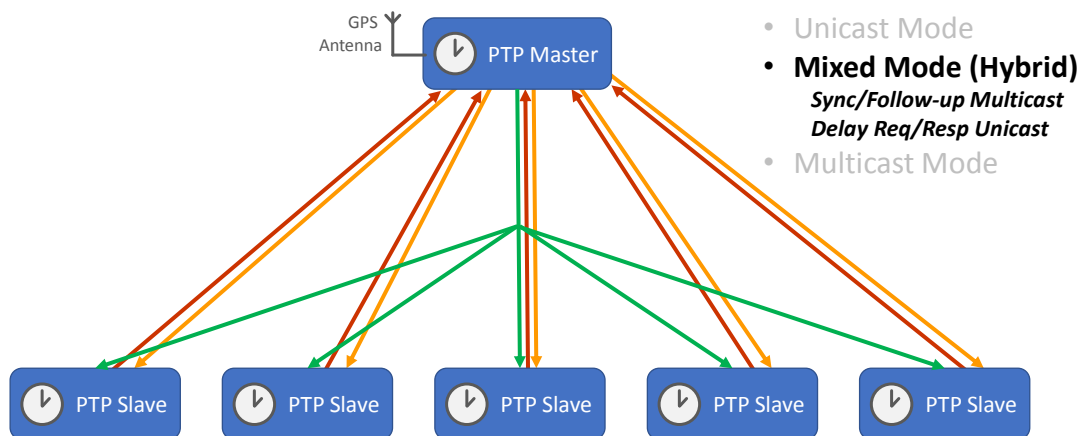 GPS
Antenna
PTP Master
• Unicast Mode
• Mixed Mode (Hybrid)
Sync/Follow-up Multicast
Delay Req/Resp Unicast
• Multicast Mode
PTP Slave
PTP Slave
PTP Slave
PTP Slave
PTP Slave